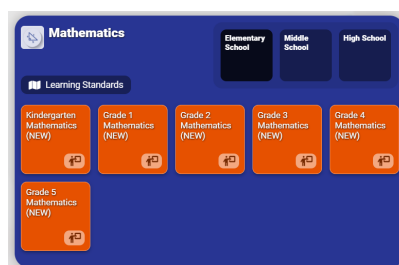 Mathematics
Elementary
School
Middle
School
High School
Learning Standards
Kindergarten
Mathematics
(NEW)
Grade 1
Mathematics
(NEW)
Grade 2
Mathematics
(NEW)
Grade 3
Mathematics
(NEW)
Grade 4
Mathematics
(NEW)
Grade 5
Mathematics
(NEW)